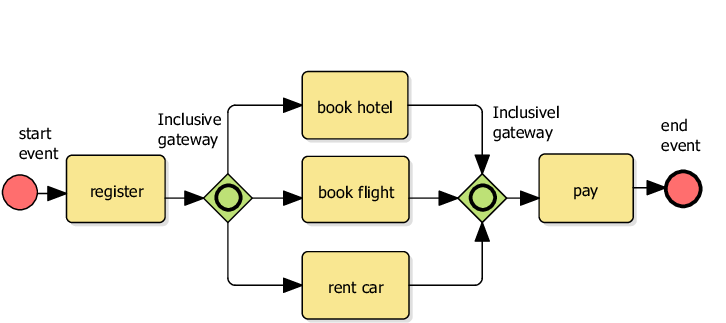 start
event
register
Inclusive
gateway
book hotel
book flight
rent car
Inclusivel
gateway
pay
end
event